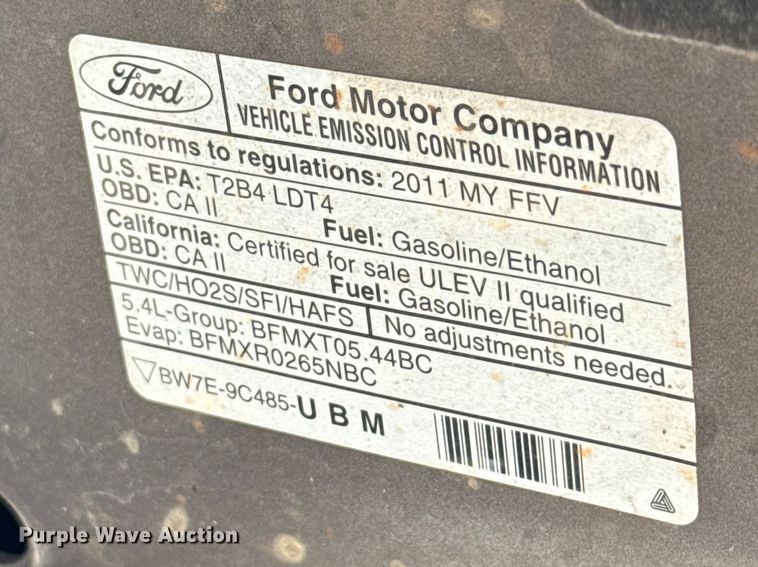 Ford
Ford Motor Company
VEHICLE EMISSION CONTROL INFORMATION
Conforms to regulations: 2011 MY FFV
U.S. EPA: T2B4 LDT4
OBD: CA II Fuel: Gasoline/Ethanol
California: Certified for sale ULEV II qualified
OBD: CA II Fuel: Gasoline/Ethanol
TWC/HO2S/SFI/HAFS No adjustments needed.
5.4L-Group: BFMXT05.44BC
Evap: BFMXR0265NBC
BW7E-9C485-UBM
Purple Wave Auction